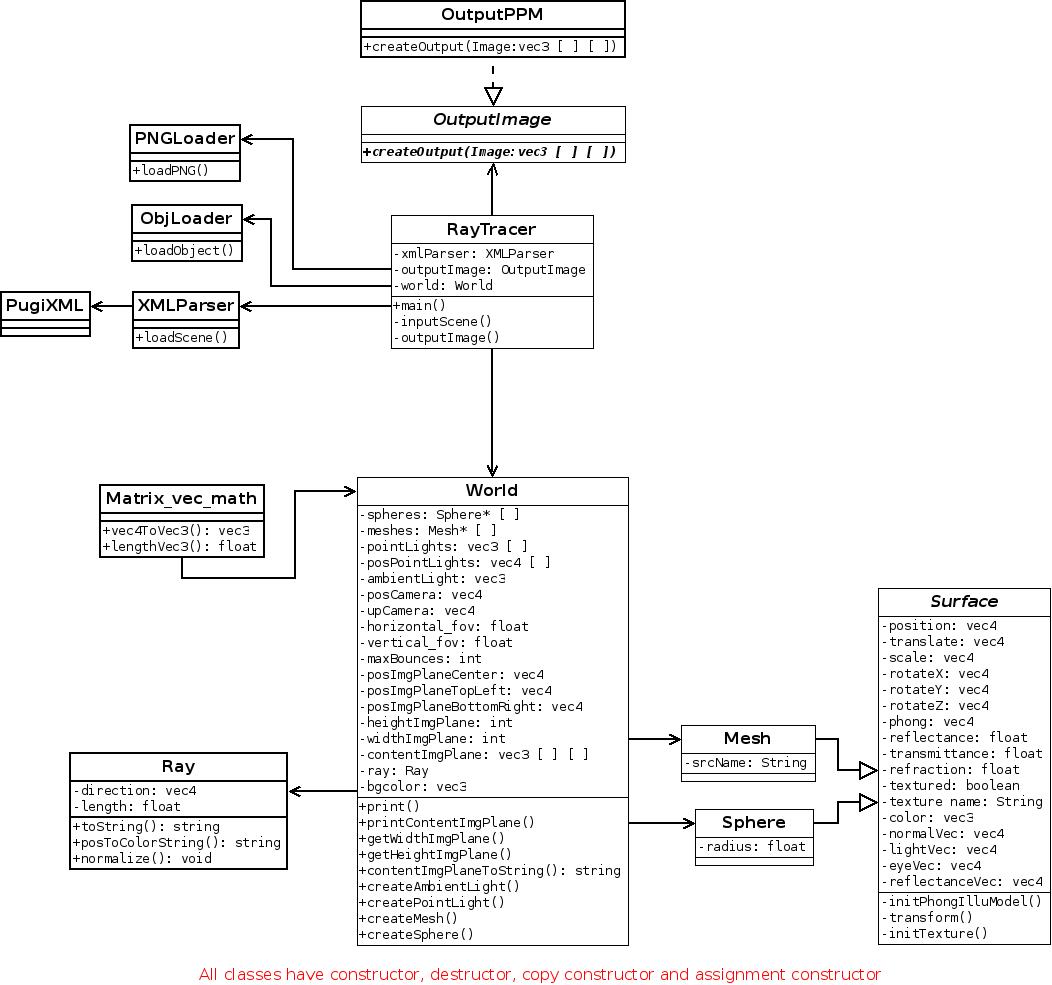 OutputPPM
+createOutput(Image:vec3 [ ] [ ])
OutputImage
+createOutput(Image:vec3 [ ] [ ])
PNGLoader
+loadPNG()
ObjLoader
+loadObject()
PugiXML
XMLParser
+loadScene()
RayTracer
-xmlParser: XMLParser
-outputImage: OutputImage
-world: World
+main()
-inputScene()
-outputImage()
Matrix_vec_math
+vec4ToVec3(): vec3
+lengthVec3(): float
World
-spheres: Sphere* [ ]
-meshes: Mesh* [ ]
-pointLights: vec3 [ ]
-posPointLights: vec4 [ ]
-ambientLight: vec3
-posCamera: vec4
-upCamera: vec4
-horizontal_fov: float
-vertical_fov: float
-maxBounces: int
-posImgPlaneCenter: vec4
-posImgPlaneTopLeft: vec4
-posImgPlaneBottomRight: vec4
-heightImgPlane: int
-widthImgPlane: int
-contentImgPlane: vec3 [ ] [ ]
-ray: Ray
-bgcolor: vec3
+print()
+printContentImgPlane()
+getWidthImgPlane()
+getHeightImgPlane()
+contentImgPlaneToString(): string
+createAmbientLight()
+createPointLight()
+createMesh()
+createSphere()
Ray
-direction: vec4
-length: float
+toString(): string
+posToColorString(): string
+normalize(): void
Mesh
-srcName: String
Sphere
-radius: float
Surface
-position: vec4
-translate: vec4
-scale: vec4
-rotateX: vec4
-rotateY: vec4
-rotateZ: vec4
-phong: vec4
-reflectance: float
-transmittance: float
-refraction: float
-textured: boolean
-texture name: String
-color: vec3
-normalVec: vec4
-lightVec: vec4
-eyeVec: vec4
-reflectanceVec: vec4
-initPhongIlluModel()
-transform()
-initTexture()
All classes have constructor, destructor, copy constructor and assignment constructor